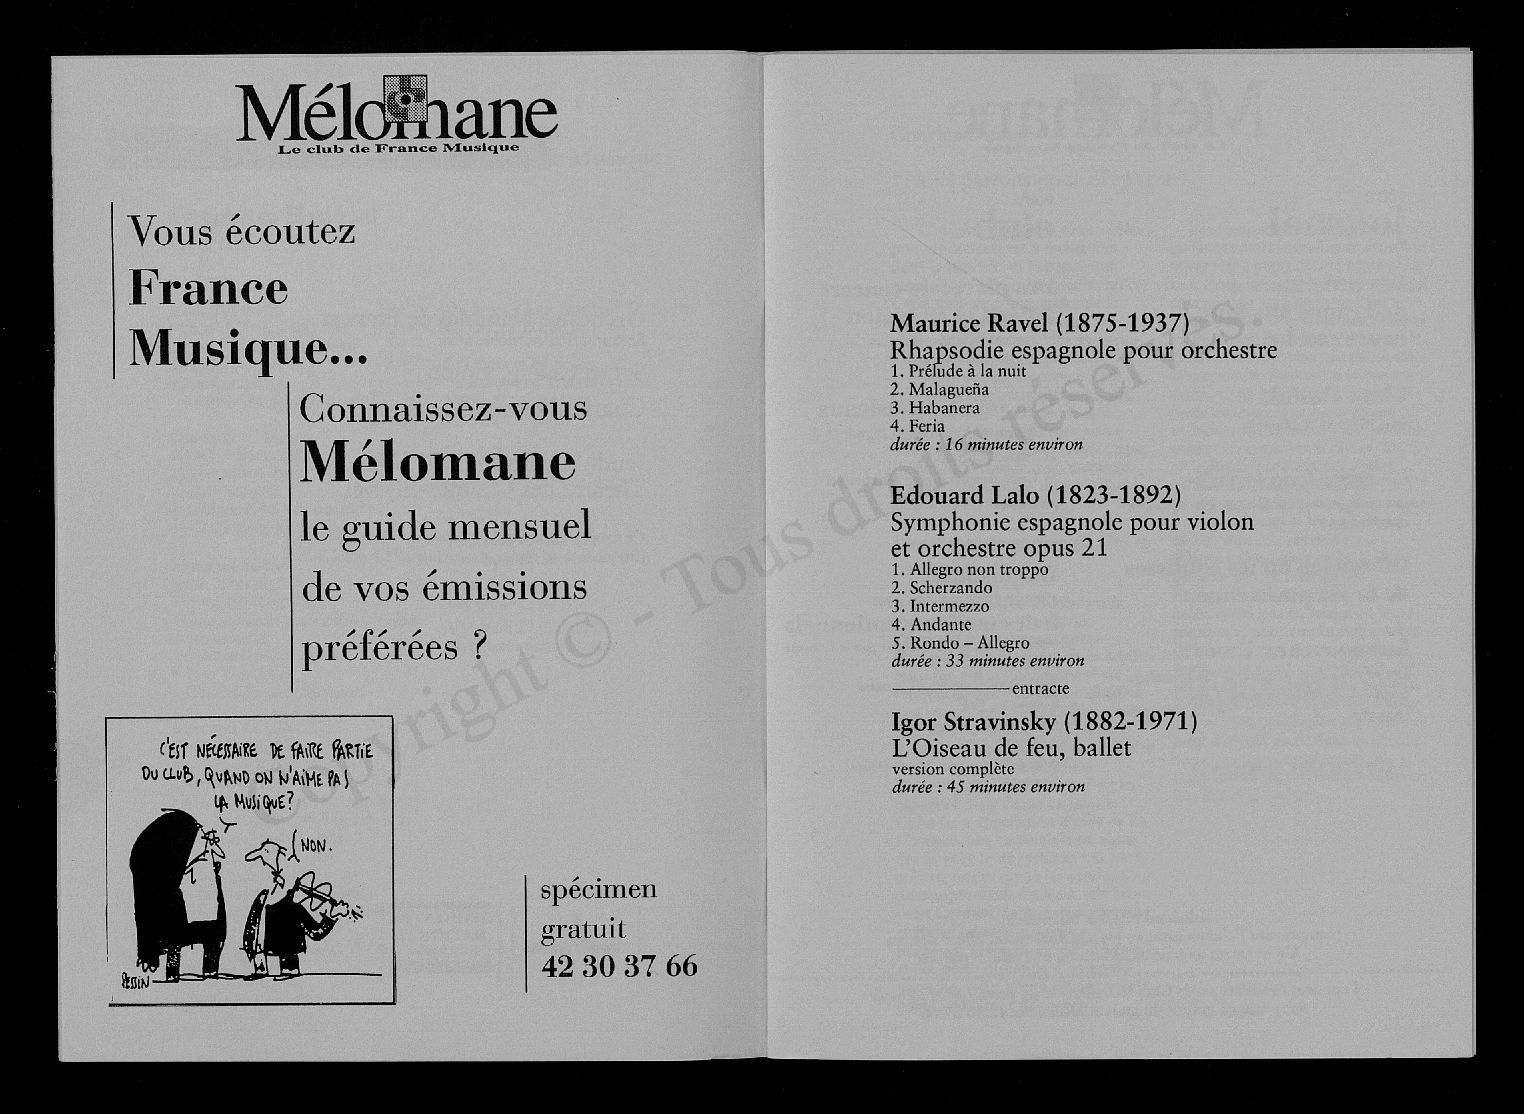 Mélomane
Le club de France Musique
Vous écoutez
France
Musique...
Connaissez-vous
Mélomane
le guide mensuel
de vos émissions
préférées ?
C'EST NÉCESSAIRE DE FAIRE PARTIE
DU CLUB, QUAND ON N'AIME PAS
LA MUSIQUE?
NON.
PESSIN
spécimen
gratuit
42 30 37 66
Maurice Ravel (1875-1937)
Rhapsodie espagnole pour orchestre
1. Prélude à la nuit
2. Malagueña
3. Habanera
4. Feria
durée : 16 minutes environ
Edouard Lalo (1823-1892)
Symphonie espagnole pour violon
et orchestre opus 21
1. Allegro non troppo
2. Scherzando
3. Intermezzo
4. Andante
5. Rondo – Allegro
durée : 33 minutes environ
entracte
Igor Stravinsky (1882-1971)
L'Oiseau de feu, ballet
version complète
durée : 45 minutes environ
Copyright © - Tous droits réservés.